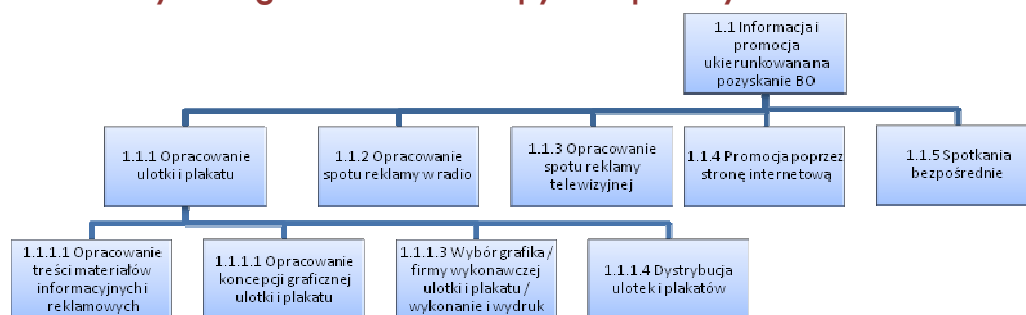 1.1 Informacja i
promocja
ukierunkowana na
pozyskanie BO
1.1.1 Opracowanie
ulotki i plakatu
1.1.2 Opracowanie
spotu reklamy w radio
1.1.3 Opracowanie
spotu reklamy
telewizyjnej
1.1.4 Promocja poprzez
stronę internetową
1.1.5 Spotkania
bezpośrednie
1.1.1.1 Opracowanie
treści materiałów
informacyjnych i
reklamowych
1.1.1.1 Opracowanie
koncepcji graficznej
ulotki i plakatu
1.1.1.3 Wybór grafika /
firmy wykonawczej
ulotki i plakatu /
wykonanie i wydruk
1.1.1.4 Dystrybucja
ulotek i plakatów